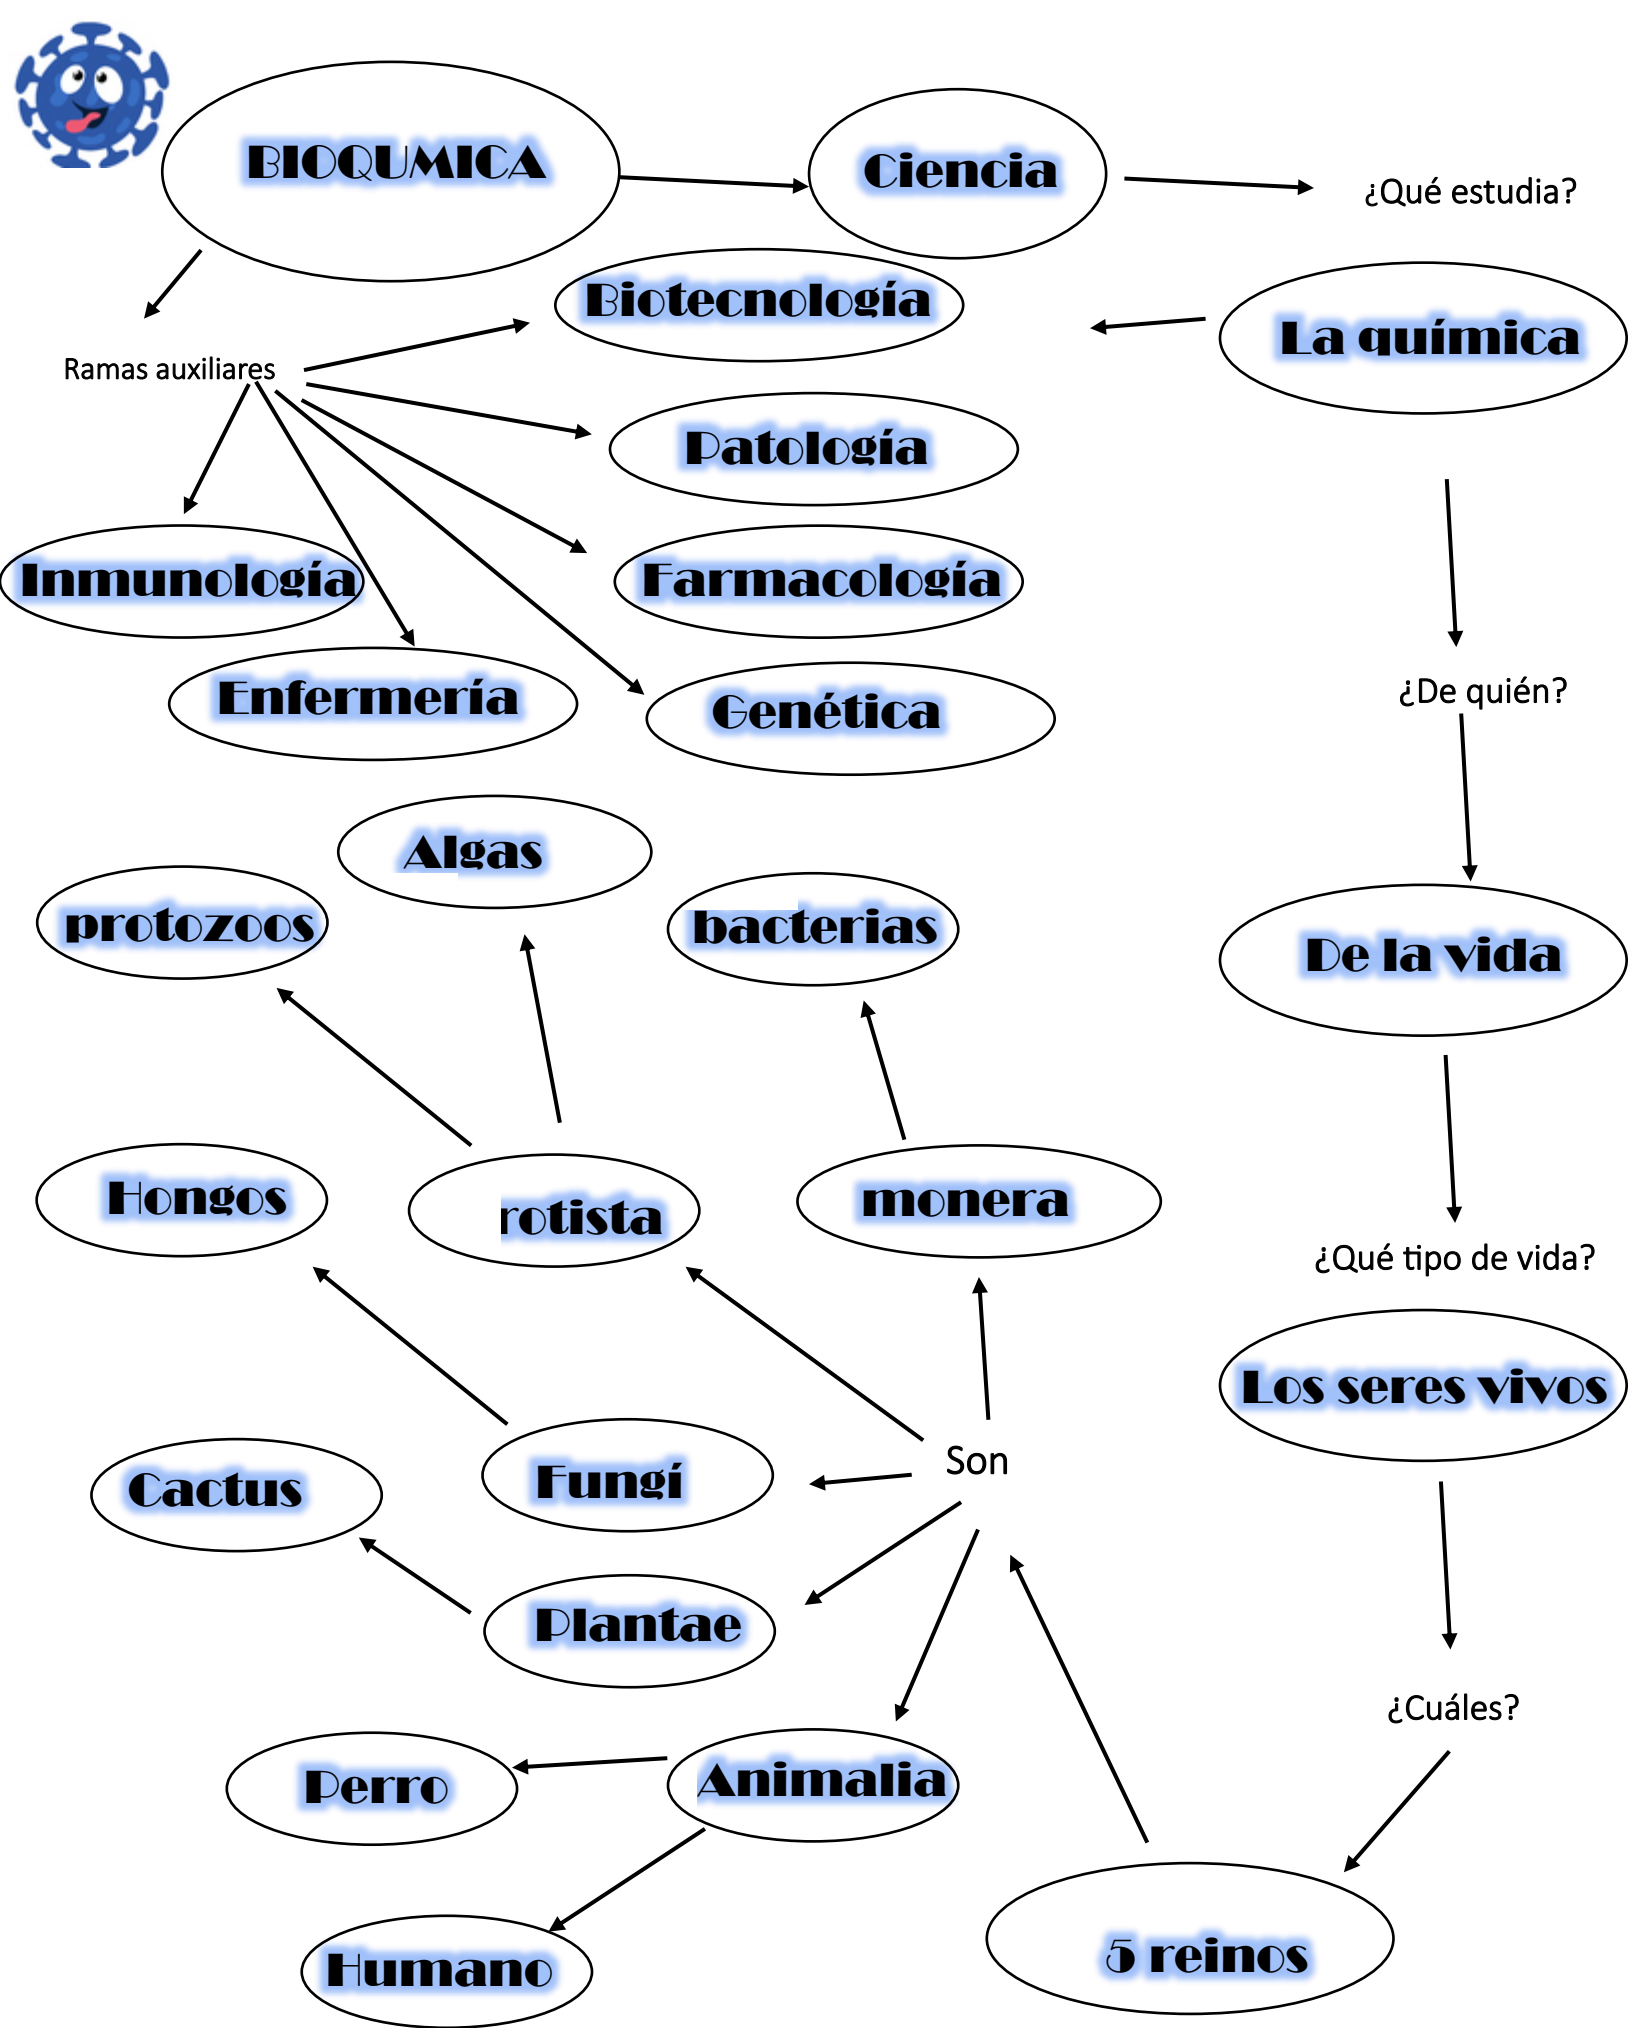 BIOQUMICA
Ciencia
¿Qué estudia?
Biotecnología
La química
Ramas auxiliares
Patología
Inmunología
Farmacología
¿De quién?
Enfermería
Genética
Algas
protozoos
bacterias
De la vida
Hongos
rotista
monera
¿Qué tipo de vida?
Los seres vivos
Son
Cactus
Fungí
Plantae
¿Cuáles?
Perro
Animalia
Humano
5 reinos